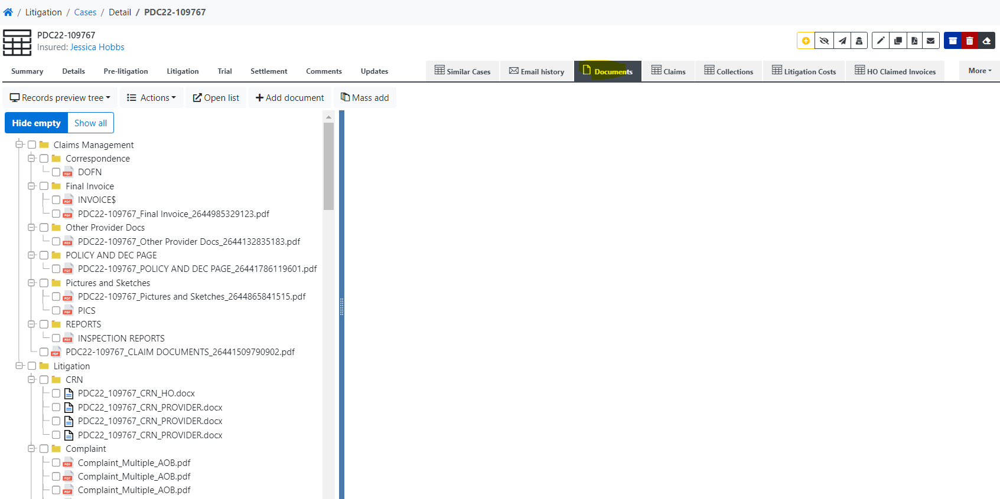 / Litigation / Cases / Detail / PDC22-109767
PDC22-109767
Insured: Jessica Hobbs
Summary Details Pre-litigation Litigation Trial Settlement Comments Updates Similar Cases Email history Documents Claims Collections Litigation Costs HO Claimed Invoices More
Records preview tree Actions Open list Add document Mass add
Hide empty Show all
Claims Management
Correspondence
DOFN
Final Invoice
INVOICE$
PDC22-109767_Final Invoice_2644985329123.pdf
Other Provider Docs
PDC22-109767_Other Provider Docs_2644132835183.pdf
POLICY AND DEC PAGE
PDC22-109767_POLICY AND DEC PAGE_26441786119601.pdf
Pictures and Sketches
PDC22-109767_Pictures and Sketches_2644865841515.pdf
PICS
REPORTS
INSPECTION REPORTS
PDC22-109767_CLAIM DOCUMENTS_26441509790902.pdf
Litigation
CRN
PDC22_109767_CRN_HO.docx
PDC22_109767_CRN_PROVIDER.docx
PDC22_109767_CRN_PROVIDER.docx
PDC22_109767_CRN_PROVIDER.docx
Complaint
Complaint_Multiple_AOB.pdf
Complaint_Multiple_AOB.pdf
Complaint_Multiple_AOB.pdf